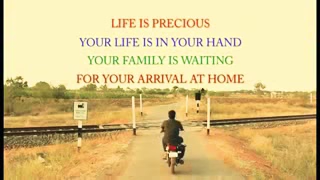 LIFE IS PRECIOUS
YOUR LIFE IS IN YOUR HAND
YOUR FAMILY IS WAITING
FOR YOUR ARRIVAL AT HOME